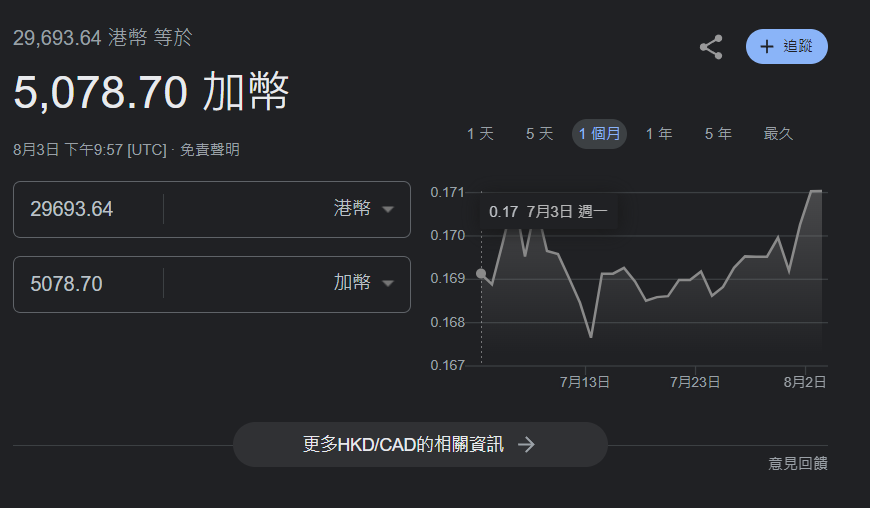 29,693.64 港幣 等於
5,078.70 加幣
8月3日 下午9:57 [UTC] · 免責聲明
追蹤
29693.64 港幣
5078.70 加幣
1 天 5 天 1 個月 1 年 5 年 最久
0.17 7月3日 週一
0.171
0.170
0.169
0.168
0.167
7月13日 7月23日 8月2日
更多HKD/CAD的相關資訊
意見回饋